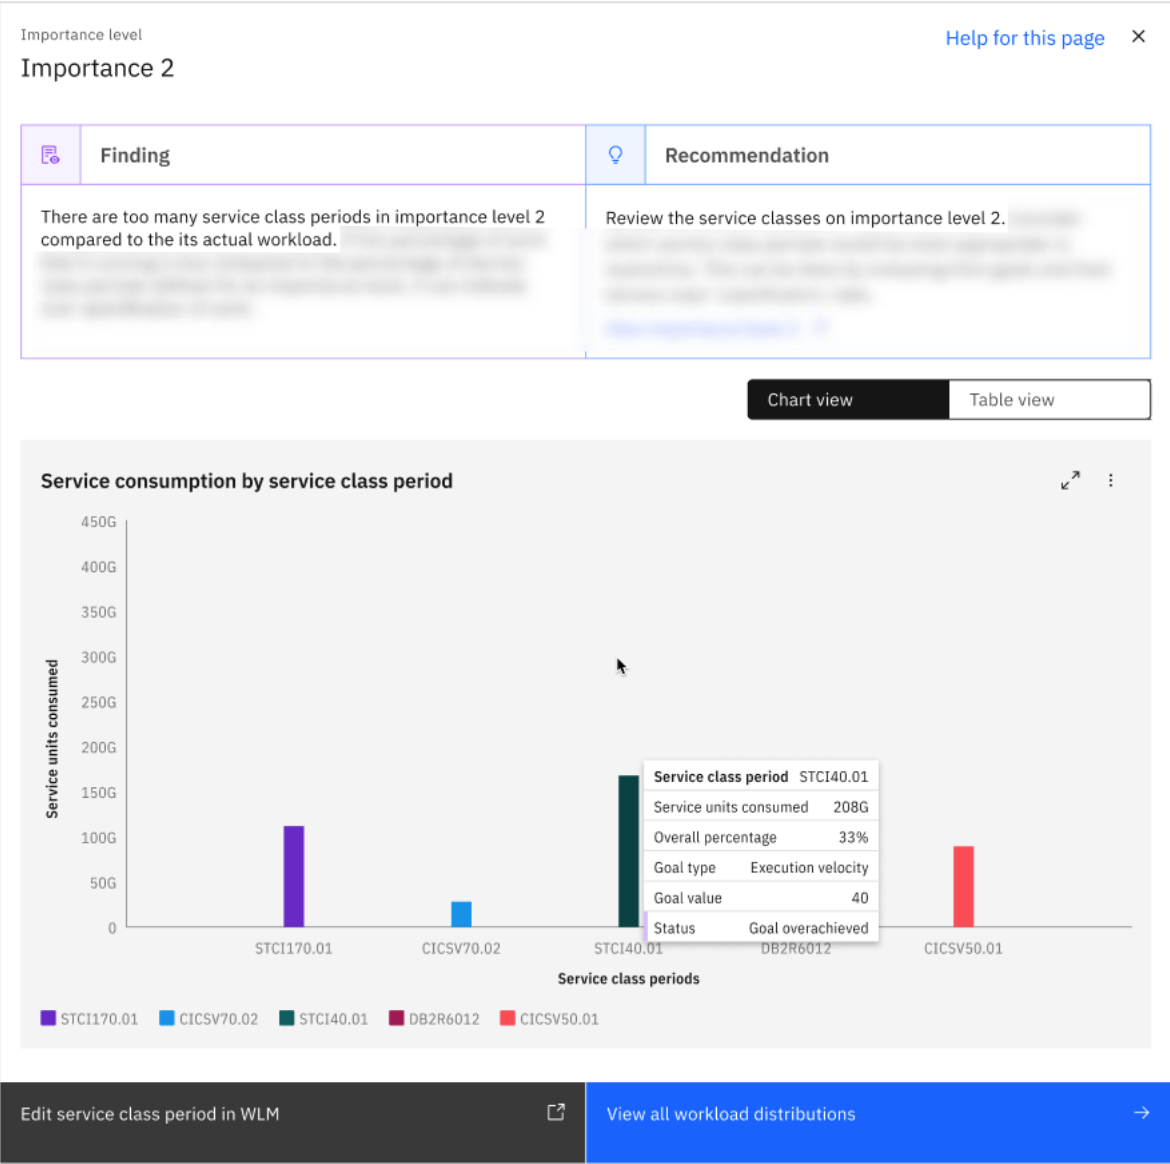 Importance level
Help for this page
Importance 2
Finding
Recommendation
There are too many service class periods in importance level 2
compared to the its actual workload.
Review the service classes on importance level 2.
Chart view
Table view
Service consumption by service class period
450G
400G
350G
300G
250G
200G
150G
100G
50G
0
Service units consumed
Service class period STCI40.01
Service units consumed 208G
Overall percentage 33%
Goal type Execution velocity
Goal value 40
Status Goal overachieved
STCI170.01 CICSV70.02 STCI40.01 DB2R6012 CICSV50.01
Service class periods
STCI170.01 CICSV70.02 STCI40.01 DB2R6012 CICSV50.01
Edit service class period in WLM
View all workload distributions